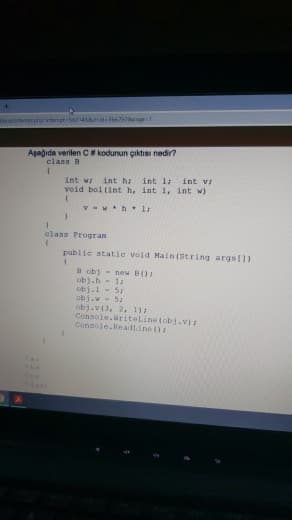 Aşağıda verilen C # kodunun çıktısı nedir?
class B
{
int w; int h; int l; int v;
void bol(int h, int l, int w)
{
v = w * h * l;
}
}
class Program
{
public static void Main(String args[])
{
B obj = new B();
obj.h = 1;
obj.l = 5;
obj.w = 5;
obj.v(3, 2, 1);
Console.WriteLine(obj.v);
Console.ReadLine();
}
}